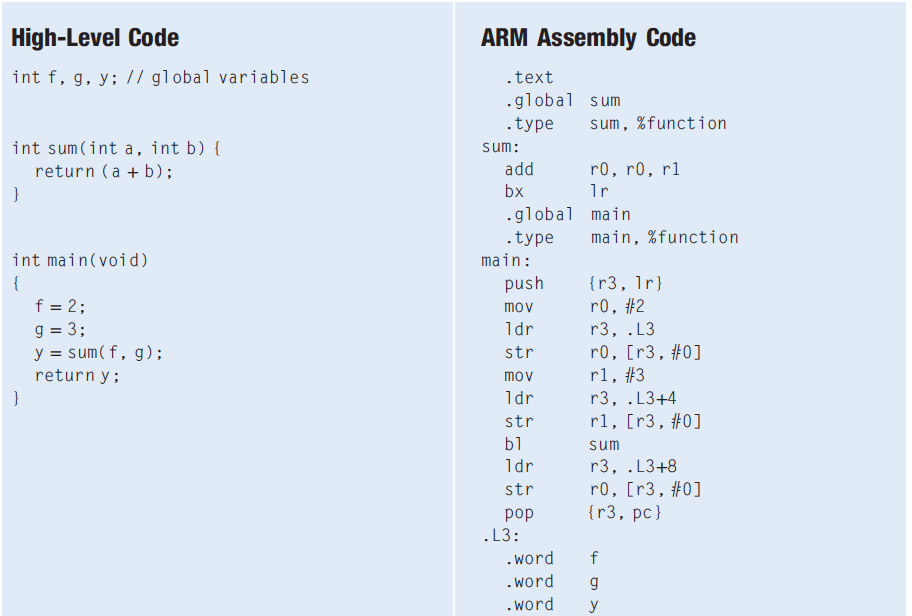 High-Level Code
int f, g, y; // global variables
int sum(int a, int b) {
return (a + b);
}
int main(void)
{
f = 2;
g = 3;
y = sum(f, g);
return y;
}
ARM Assembly Code
.text
.global sum
.type sum, %function
sum:
add r0, r0, r1
bx lr
.global main
.type main, %function
main:
push {r3, lr}
mov r0, #2
ldr r3, .L3
str r0, [r3, #0]
mov r1, #3
ldr r3, .L3+4
str r1, [r3, #0]
bl sum
ldr r3, .L3+8
str r0, [r3, #0]
pop {r3, pc}
.L3:
.word f
.word g
.word y